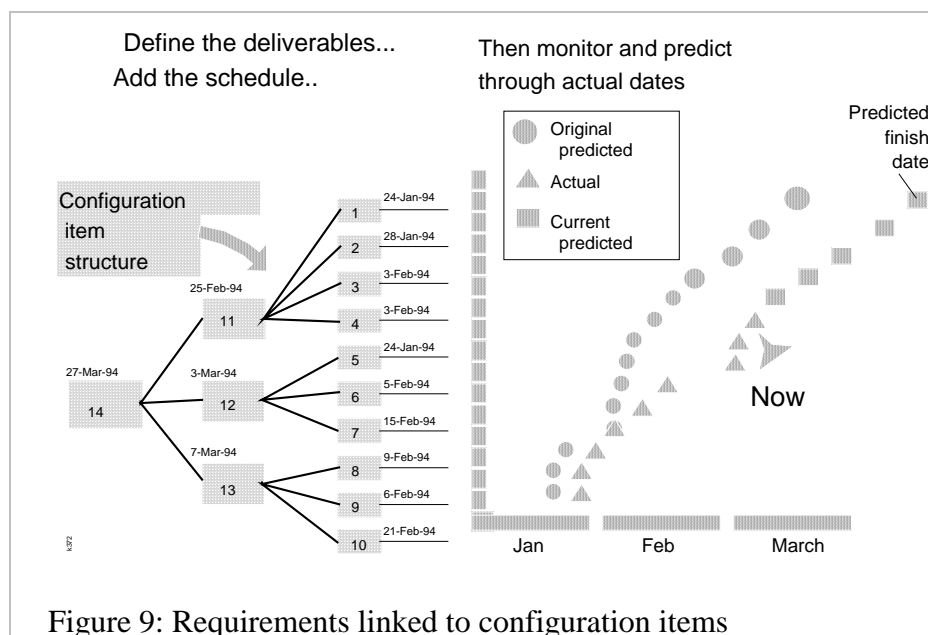 Define the deliverables...
Add the schedule..
Then monitor and predict
through actual dates
Original
predicted
Actual
Current
predicted
Predicted
finish
date
Configuration
item
structure
24-Jan-94
1
28-Jan-94
2
3-Feb-94
3
3-Feb-94
4
24-Jan-94
5
5-Feb-94
6
15-Feb-94
7
9-Feb-94
8
6-Feb-94
9
21-Feb-94
10
25-Feb-94
11
3-Mar-94
12
7-Mar-94
13
27-Mar-94
14
Now
Jan
Feb
March
k372
Figure 9: Requirements linked to configuration items